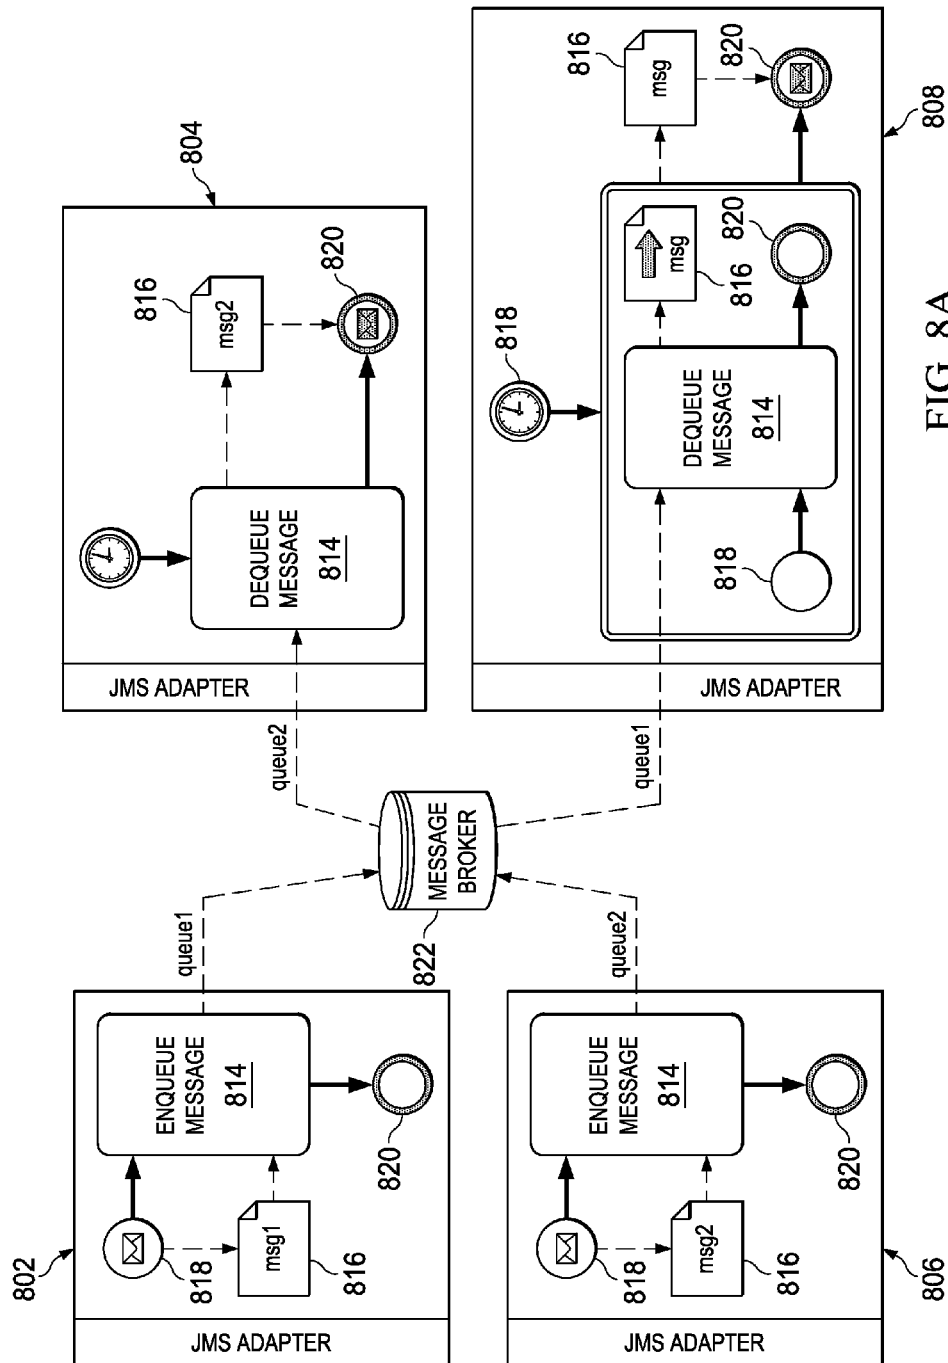 802
JMS ADAPTER
818
msg1
816
ENQUEUE
MESSAGE
814
820
queue1
806
JMS ADAPTER
818
msg2
816
ENQUEUE
MESSAGE
814
820
queue2
MESSAGE
BROKER
822
queue2
804
JMS ADAPTER
DEQUEUE
MESSAGE
814
msg2
816
820
queue1
808
JMS ADAPTER
818
818
DEQUEUE
MESSAGE
814
msg
816
820
msg
816
820
FIG. 8A